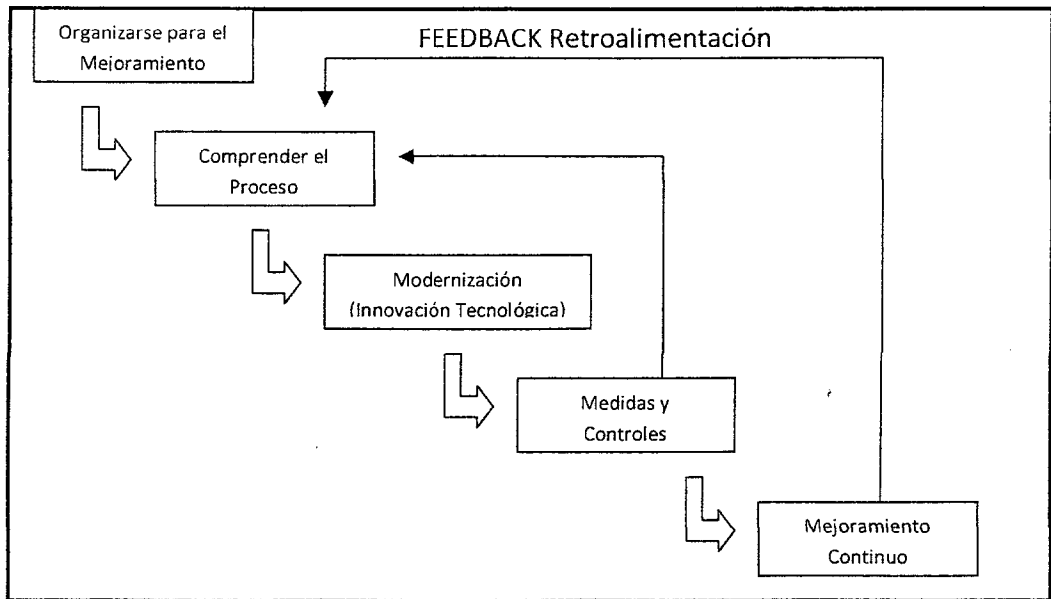 Organizarse para el
Mejoramiento
FEEDBACK Retroalimentación
Comprender el
Proceso
Modernización
(Innovación Tecnológica)
Medidas y
Controles
Mejoramiento
Continuo